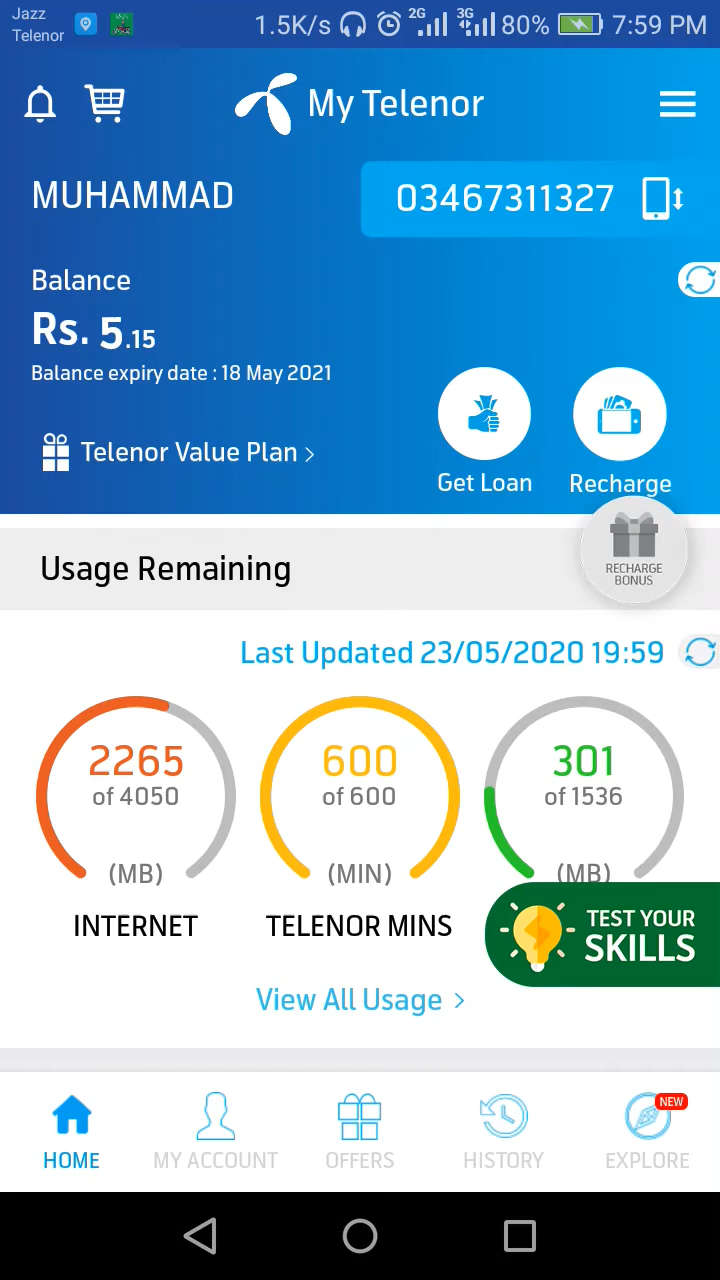 Jazz
Telenor
1.5K/s 2G 3G 80% 7:59 PM
My Telenor
MUHAMMAD
03467311327
Balance
Rs. 5.15
Balance expiry date : 18 May 2021
Telenor Value Plan >
Get Loan
Recharge
RECHARGE
BONUS
Usage Remaining
Last Updated 23/05/2020 19:59
2265
of 4050
(MB)
INTERNET
600
of 600
(MIN)
TELENOR MINS
301
of 1536
(MB)
TEST YOUR
SKILLS
View All Usage >
HOME
MY ACCOUNT
OFFERS
HISTORY
NEW
EXPLORE